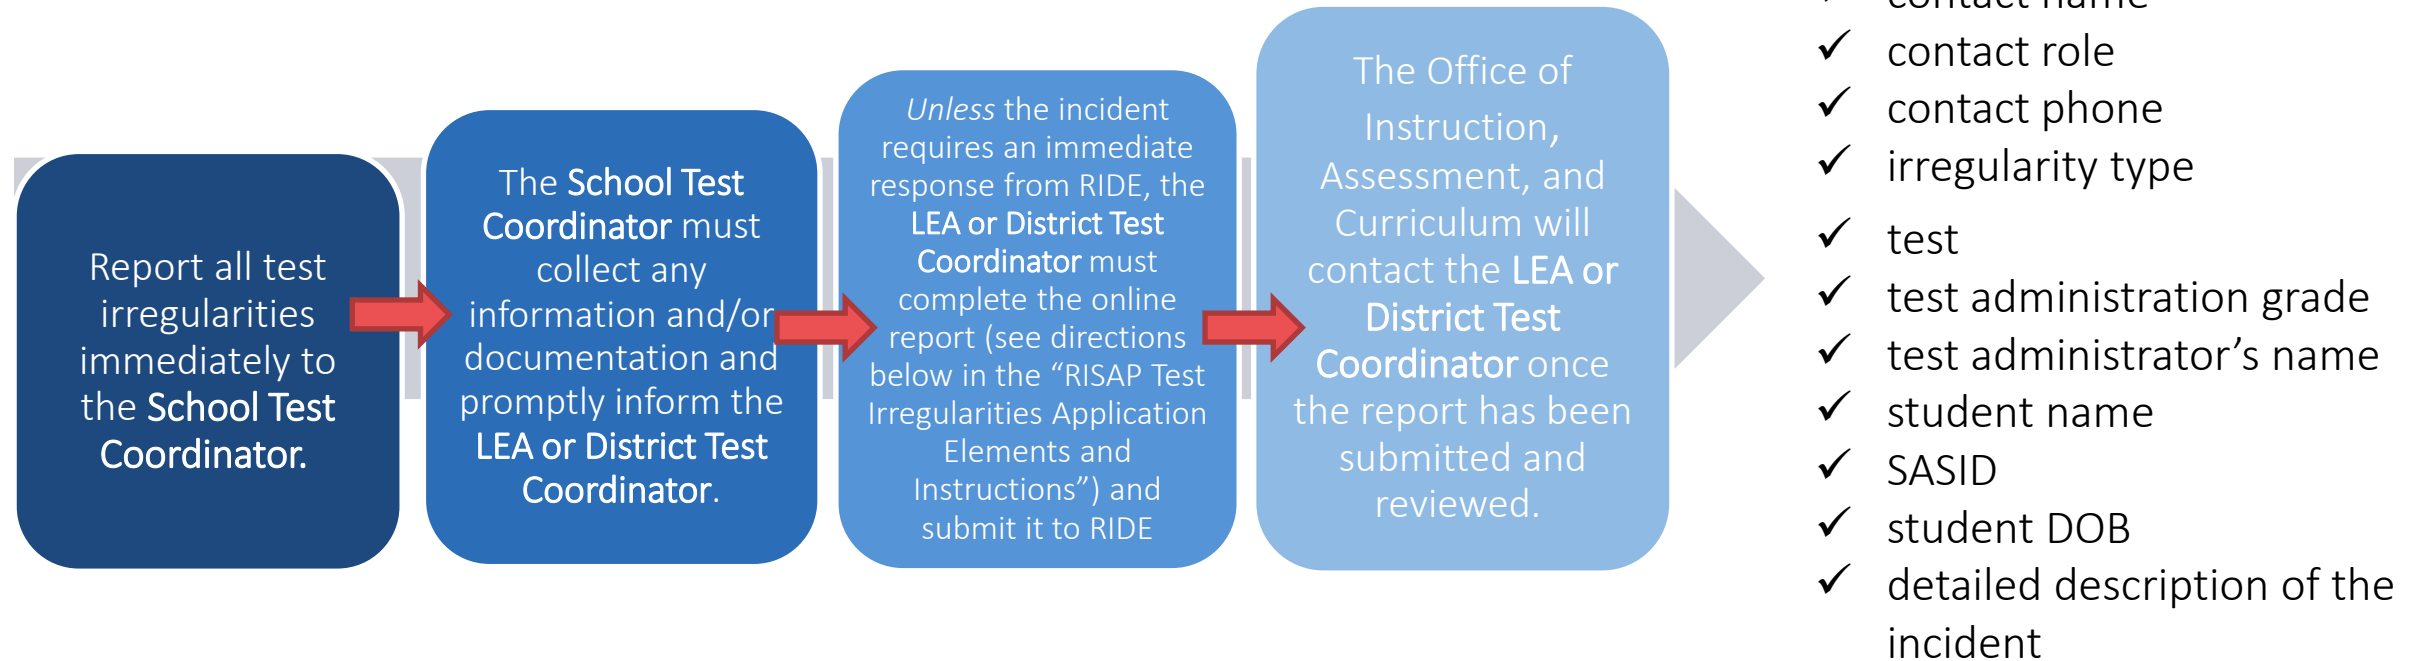 Report all test
irregularities
immediately to
the School Test
Coordinator.
The School Test
Coordinator must
collect any
information and/or
documentation and
promptly inform the
LEA or District Test
Coordinator.
Unless the incident
requires an immediate
response from RIDE, the
LEA or District Test
Coordinator must
complete the online
report (see directions
below in the “RISAP Test
Irregularities Application
Elements and
Instructions”) and
submit it to RIDE
The Office of
Instruction,
Assessment, and
Curriculum will
contact the LEA or
District Test
Coordinator once
the report has been
submitted and
reviewed.
✓ contact name
✓ contact role
✓ contact phone
✓ irregularity type
✓ test
✓ test administration grade
✓ test administrator’s name
✓ student name
✓ SASID
✓ student DOB
✓ detailed description of the
incident